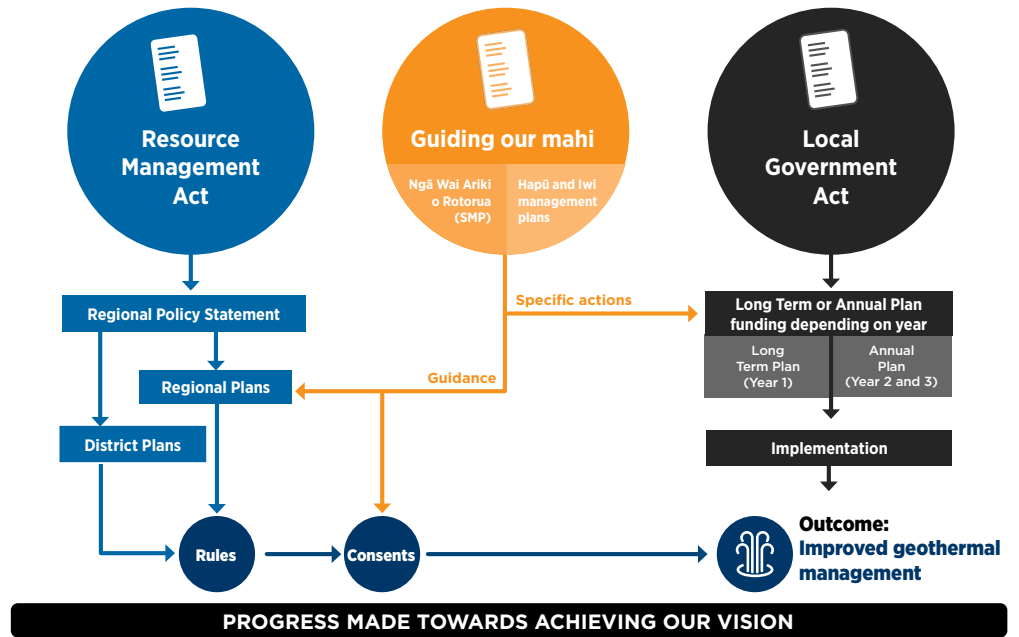 Resource
Management
Act
Guiding our mahi
Ngā Wai Ariki
o Rotorua
(SMP)
Hapū and Iwi
management
plans
Local
Government
Act
Specific actions
Regional Policy Statement
Long Term or Annual Plan
funding depending on year
Long
Term Plan
(Year 1)
Annual
Plan
(Year 2 and 3)
Guidance
Regional Plans
District Plans
Implementation
Rules
Consents
Outcome:
Improved geothermal
management
PROGRESS MADE TOWARDS ACHIEVING OUR VISION